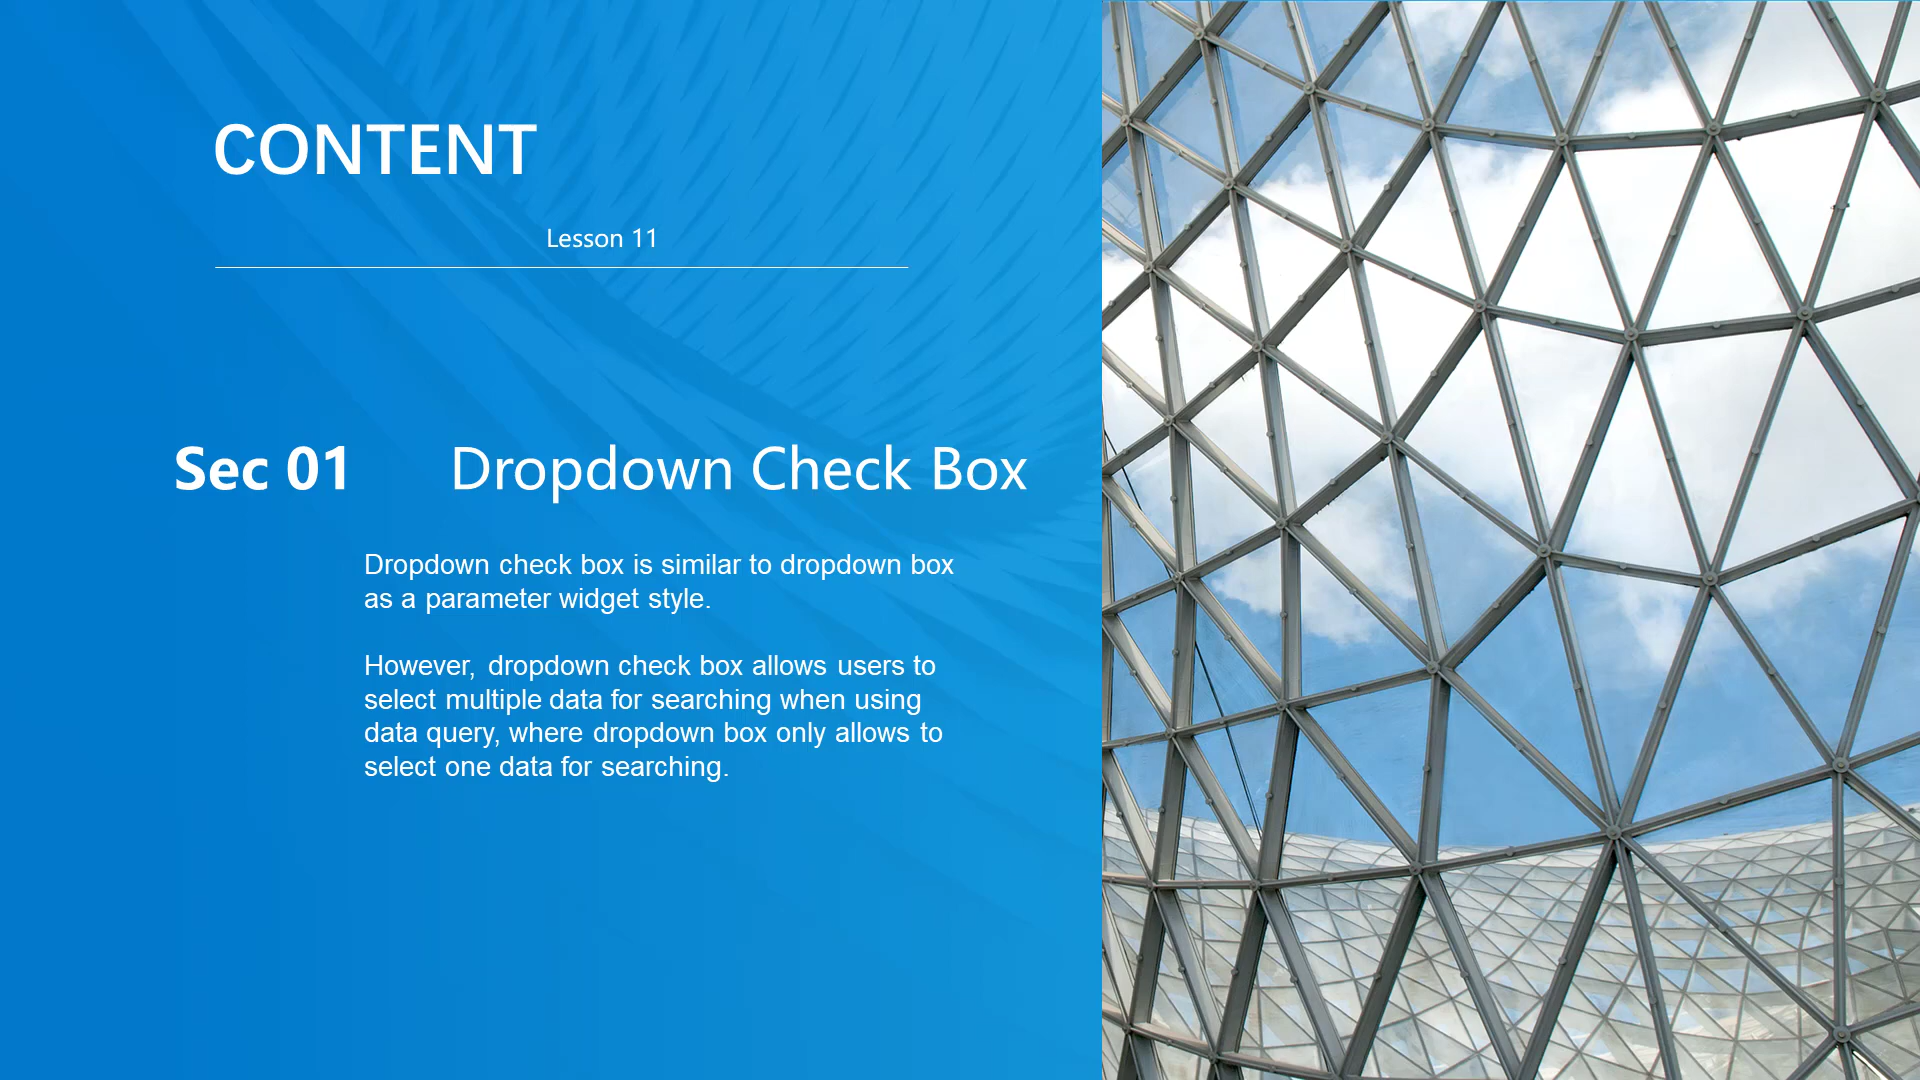 CONTENT
Lesson 11
Sec 01 Dropdown Check Box
Dropdown check box is similar to dropdown box
as a parameter widget style.
However, dropdown check box allows users to
select multiple data for searching when using
data query, where dropdown box only allows to
select one data for searching.